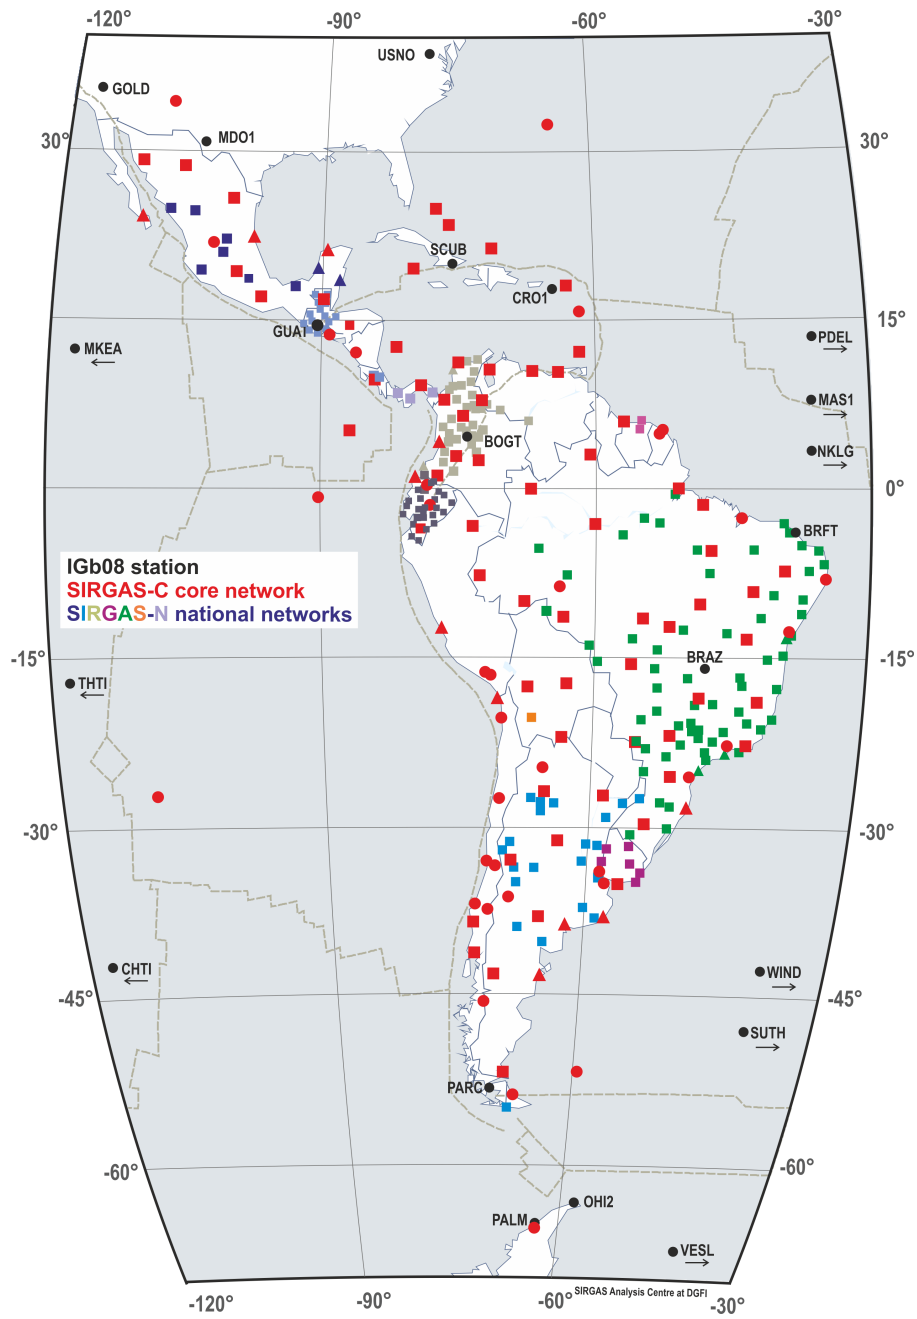 -120°
-90°
-60°
-30°
USNO
GOLD
MDO1
30°
30°
SCUB
CRO1
15°
GUAT
PDEL
MKEA
MAS1
BOGT
NKLG
0°
0°
BRFT
IGb08 station
SIRGAS-C core network
SIRGAS-N national networks
-15°
BRAZ
-15°
THTI
-30°
-30°
CHTI
WIND
-45°
-45°
SUTH
PARC
-60°
-60°
OHI2
PALM
VESL
SIRGAS Analysis Centre at DGFI
-120°
-90°
-60°
-30°